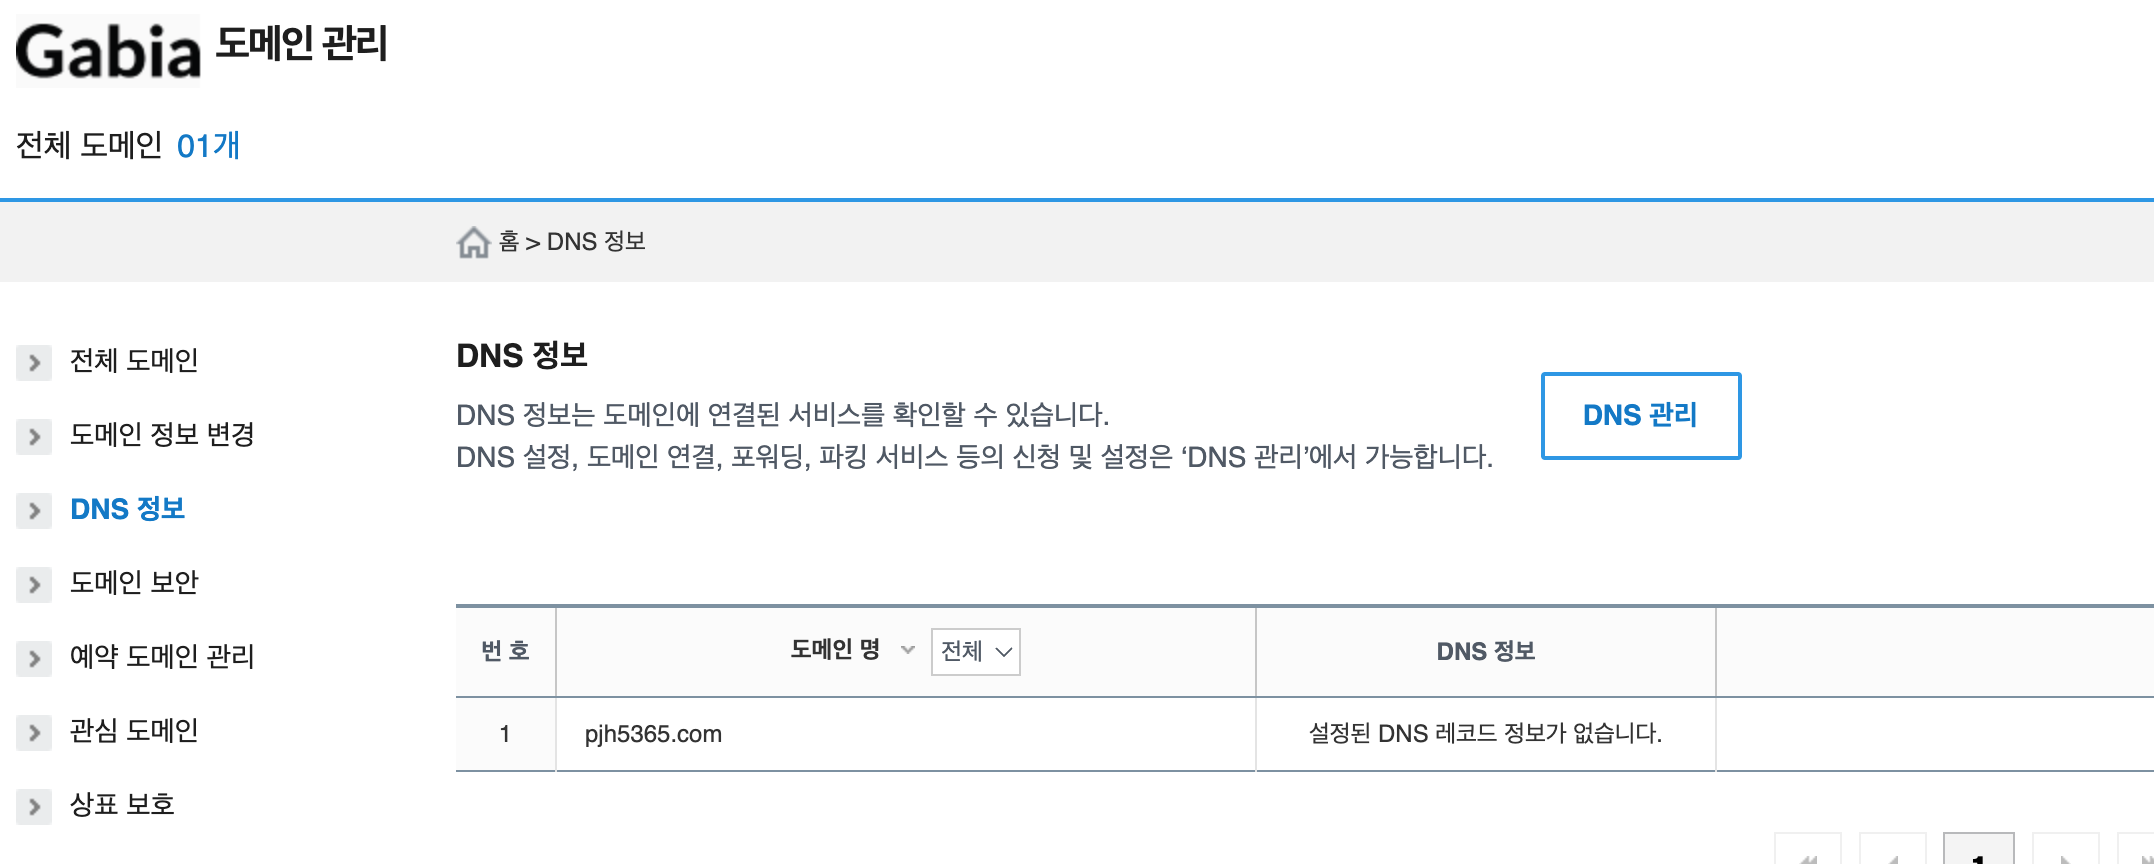 Gabia 도메인 관리
전체 도메인 01개
홈 > DNS 정보
전체 도메인
도메인 정보 변경
DNS 정보
도메인 보안
예약 도메인 관리
관심 도메인
상표 보호
DNS 정보
DNS 정보는 도메인에 연결된 서비스를 확인할 수 있습니다.
DNS 설정, 도메인 연결, 포워딩, 파킹 서비스 등의 신청 및 설정은 ‘DNS 관리’에서 가능합니다.
DNS 관리
번 호 도메인 명 전체 DNS 정보
1 pjh5365.com 설정된 DNS 레코드 정보가 없습니다.
1